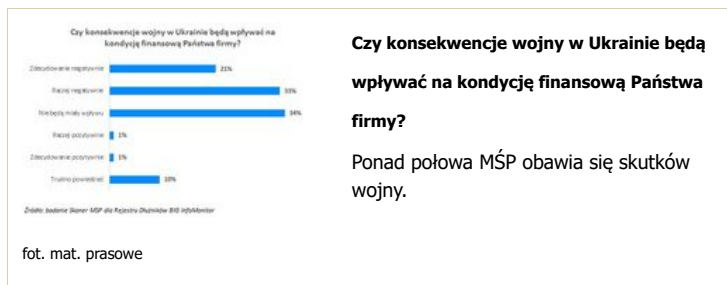 Czy konsekwencje wojny w Ukrainie będą wpływać na
kondycję finansową Państwa firmy?
Zdecydowanie negatywnie 21%
Raczej negatywnie 33%
Nie będą miały wpływu 34%
Raczej pozytywnie 1%
Zdecydowanie pozytywnie 1%
Trudno powiedzieć 10%
Źródło: badanie Skaner MŚP dla Rejestru Dłużników BIG InfoMonitor
fot. mat. prasowe
Czy konsekwencje wojny w Ukrainie będą
wpływać na kondycję finansową Państwa
firmy?
Ponad połowa MŚP obawia się skutków
wojny.